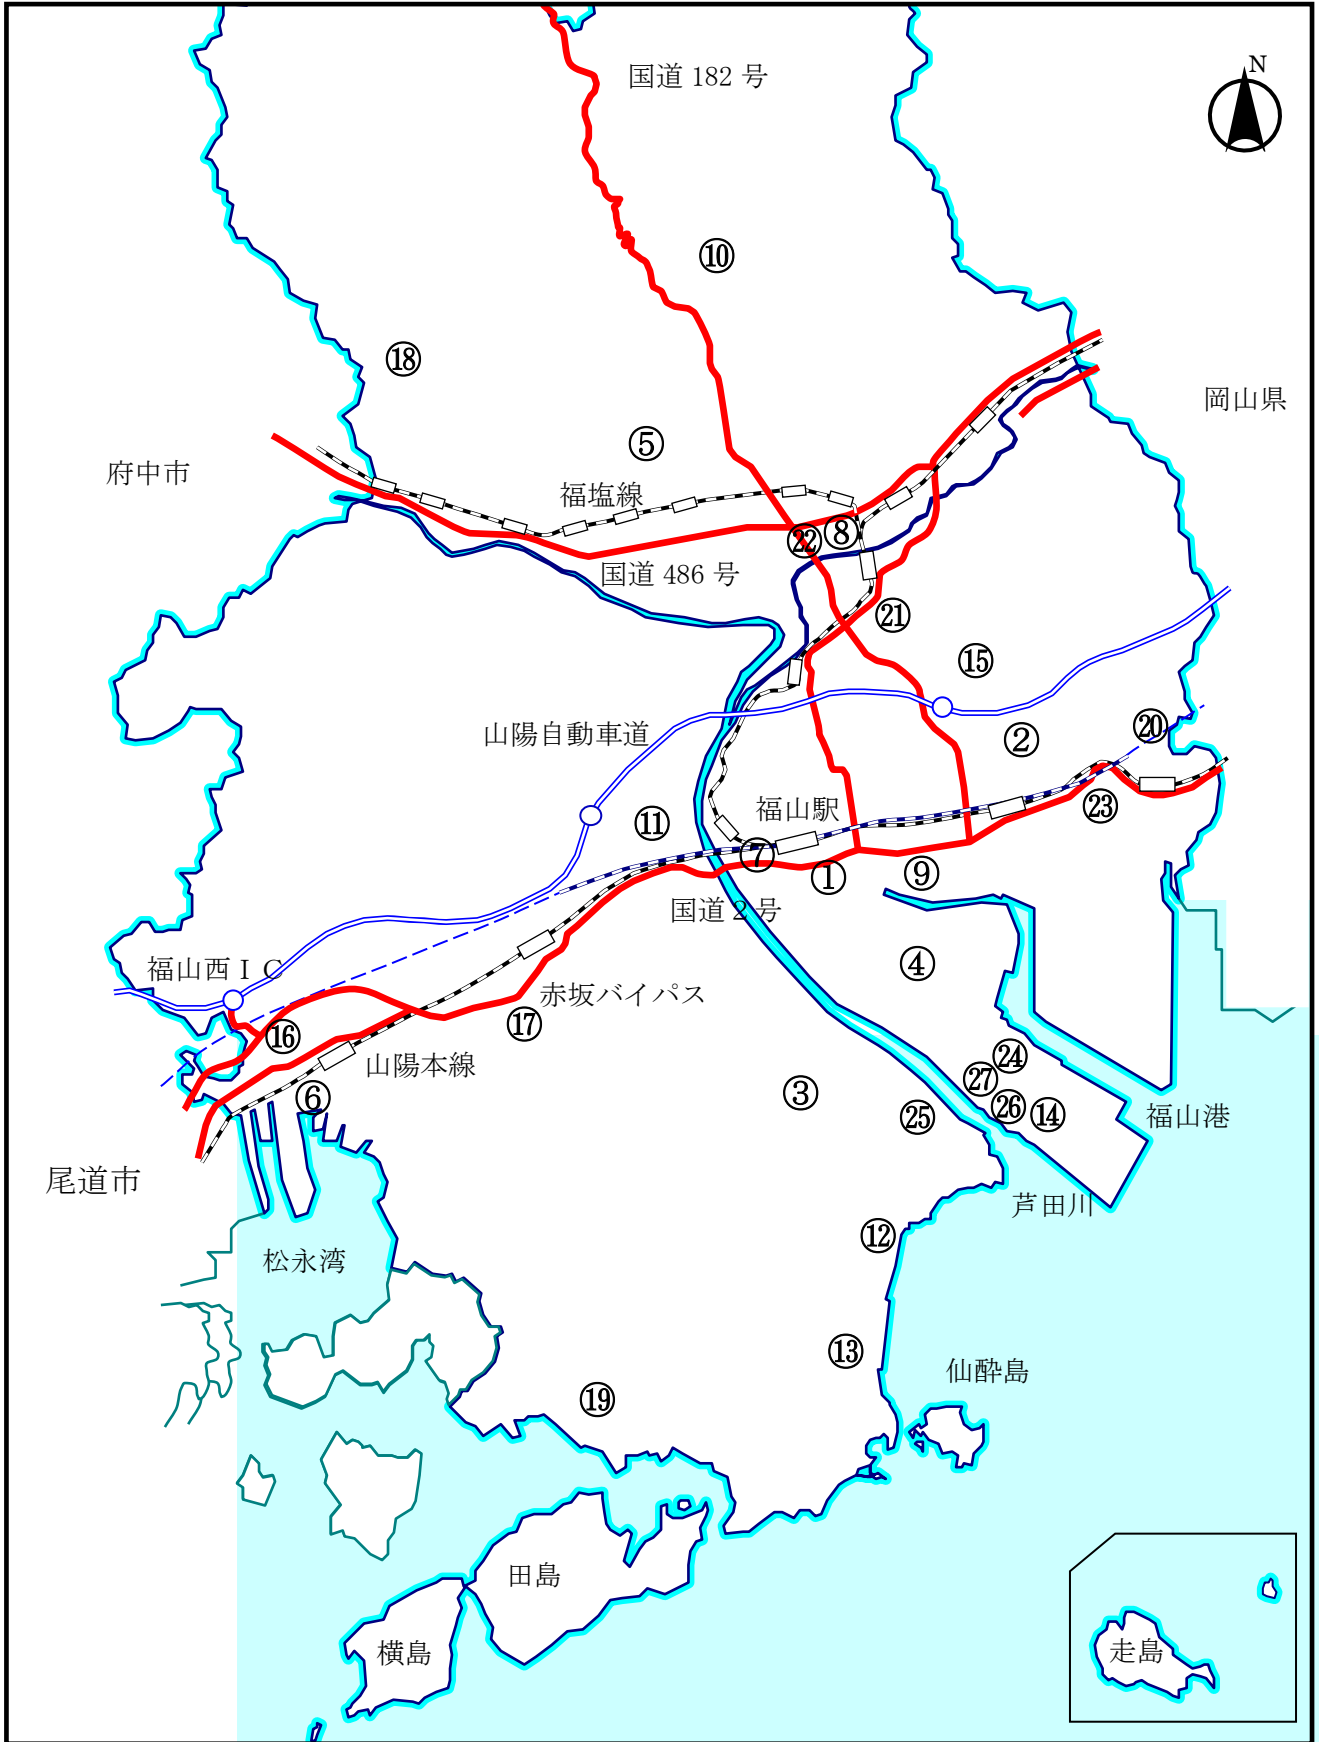 N
国道 182 号
⑩
⑱
岡山県
⑤
府中市
福塩線
⑧
㉒
国道 486 号
㉑
⑮
⑳
山陽自動車道
②
福山駅
㉓
⑪
⑦
①
⑨
国道 2 号
④
福山西ＩＣ
赤坂バイパス
⑰
⑯
㉔
山陽本線
㉗
③
⑥
㉖
⑭
㉕
福山港
尾道市
芦田川
⑫
松永湾
⑬
仙酔島
⑲
田島
横島
走島